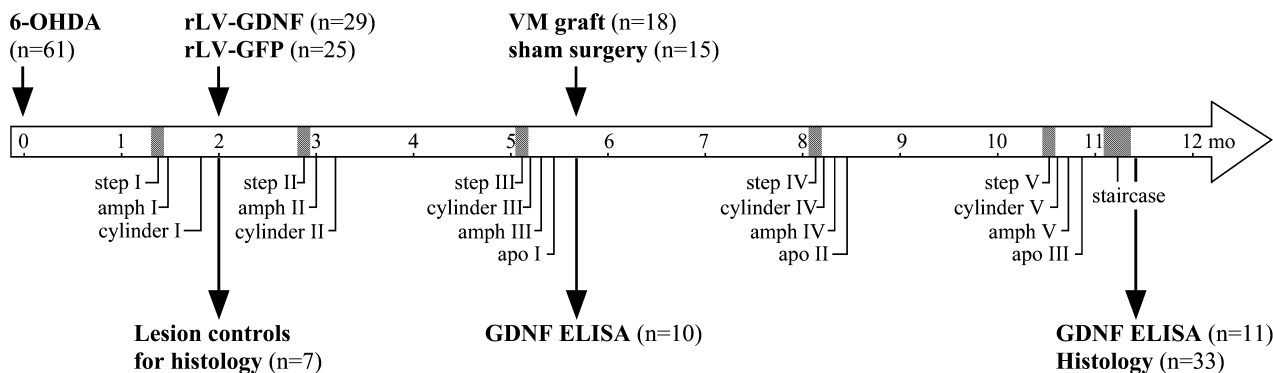 6-OHDA
(n=61)
rLV-GDNF (n=29)
rLV-GFP (n=25)
VM graft (n=18)
sham surgery (n=15)
0 1 2 3 4 5 6 7 8 9 10 11 12 mo
step I
amph I
cylinder I
step II
amph II
cylinder II
step III
cylinder III
amph III
apo I
step IV
cylinder IV
amph IV
apo II
step V
cylinder V
amph V
apo III
staircase
Lesion controls
for histology (n=7)
GDNF ELISA (n=10)
GDNF ELISA (n=11)
Histology (n=33)